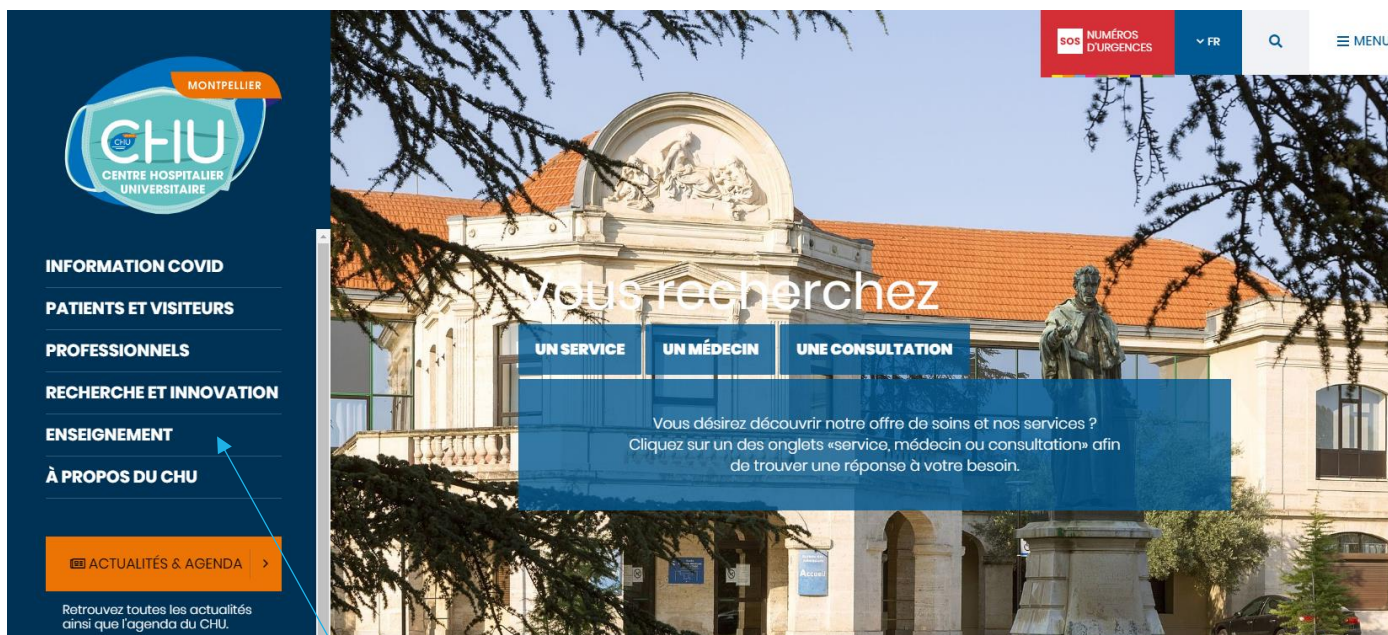 MONTPELLIER
CHU
CHU
CENTRE HOSPITALIER
UNIVERSITAIRE
INFORMATION COVID
PATIENTS ET VISITEURS
PROFESSIONNELS
RECHERCHE ET INNOVATION
ENSEIGNEMENT
À PROPOS DU CHU
ACTUALITÉS & AGENDA
Retrouvez toutes les actualités
ainsi que l'agenda du CHU.
SOS NUMÉROS
D'URGENCES
FR
MENU
Vous recherchez
UN SERVICE UN MÉDECIN UNE CONSULTATION
Vous désirez découvrir notre offre de soins et nos services ?
Cliquez sur un des onglets «service, médecin ou consultation» afin
de trouver une réponse à votre besoin.
Accueil